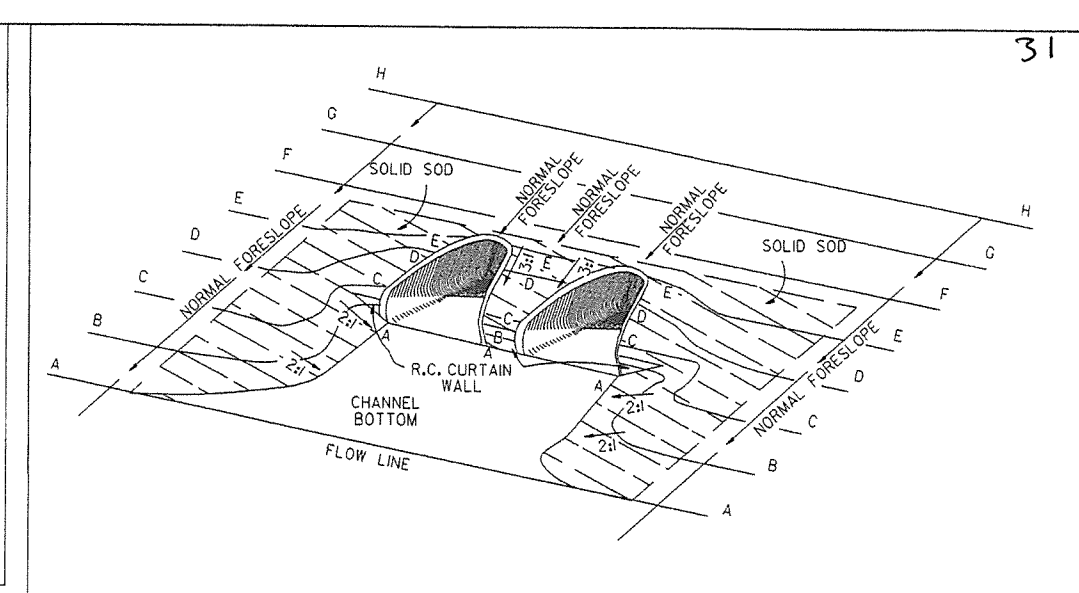 31
H
G
F
SOLID SOD
NORMAL
FORESLOPE
NORMAL
FORESLOPE
NORMAL
FORESLOPE
H
E
G
SOLID SOD
D
NORMAL FORESLOPE
E
E
3:1
3:1
F
C
D
D
E
C
B
2:1
C
D
E
A
A
B
C
NORMAL FORESLOPE
2:1
A
R.C. CURTAIN
WALL
A
D
CHANNEL
BOTTOM
2:1
C
FLOW LINE
2:1
B
A